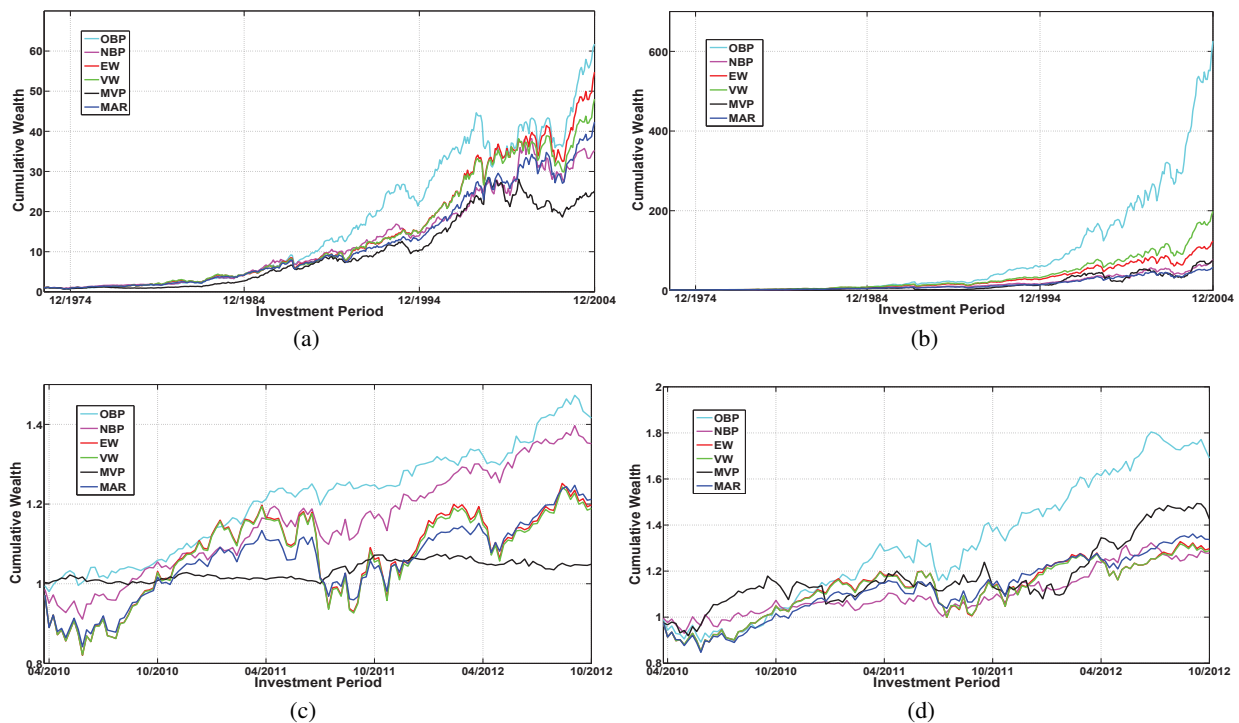 60
50
40
30
20
10
0
Cumulative Wealth
OBP
NBP
EW
VW
MVP
MAR
12/1974
12/1984
12/1994
12/2004
Investment Period
(a)
600
400
200
0
Cumulative Wealth
OBP
NBP
EW
VW
MVP
MAR
12/1974
12/1984
12/1994
12/2004
Investment Period
(b)
1.4
1.2
1
0.8
Cumulative Wealth
OBP
NBP
EW
VW
MVP
MAR
04/2010
10/2010
04/2011
10/2011
04/2012
10/2012
Investment Period
(c)
2
1.8
1.6
1.4
1.2
1
0.8
Cumulative Wealth
OBP
NBP
EW
VW
MVP
MAR
04/2010
10/2010
04/2011
10/2011
04/2012
10/2012
Investment Period
(d)